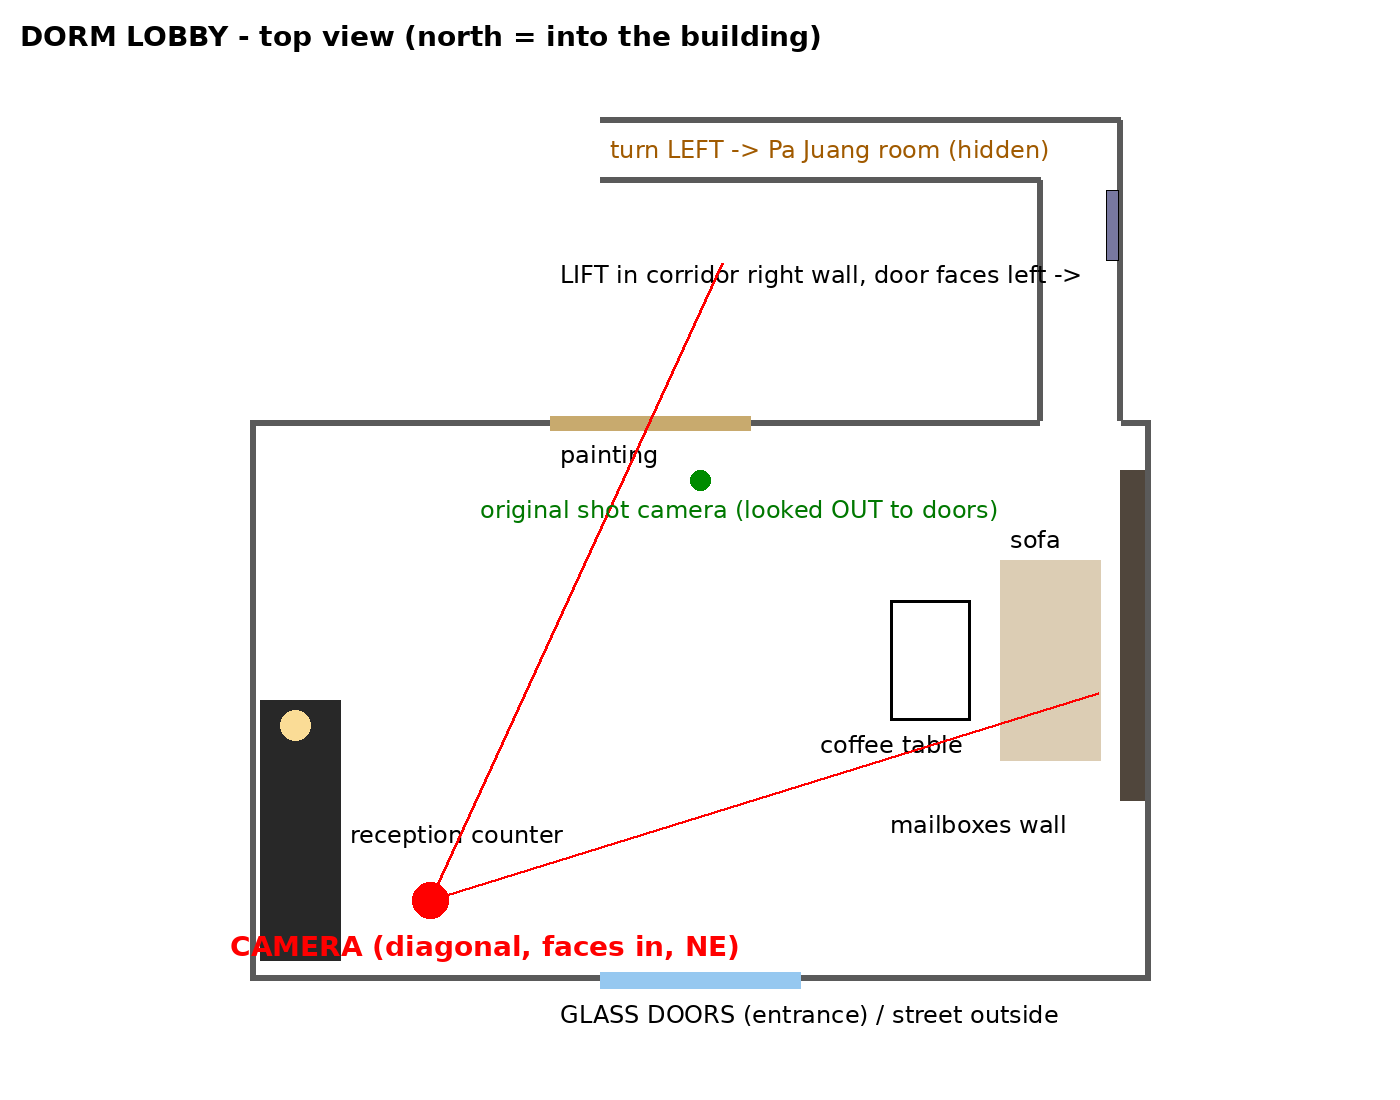 DORM LOBBY - top view (north = into the building)
turn LEFT -> Pa Juang room (hidden)
LIFT in corridor right wall, door faces left ->
painting
original shot camera (looked OUT to doors)
sofa
coffee table
mailboxes wall
reception counter
CAMERA (diagonal, faces in, NE)
GLASS DOORS (entrance) / street outside